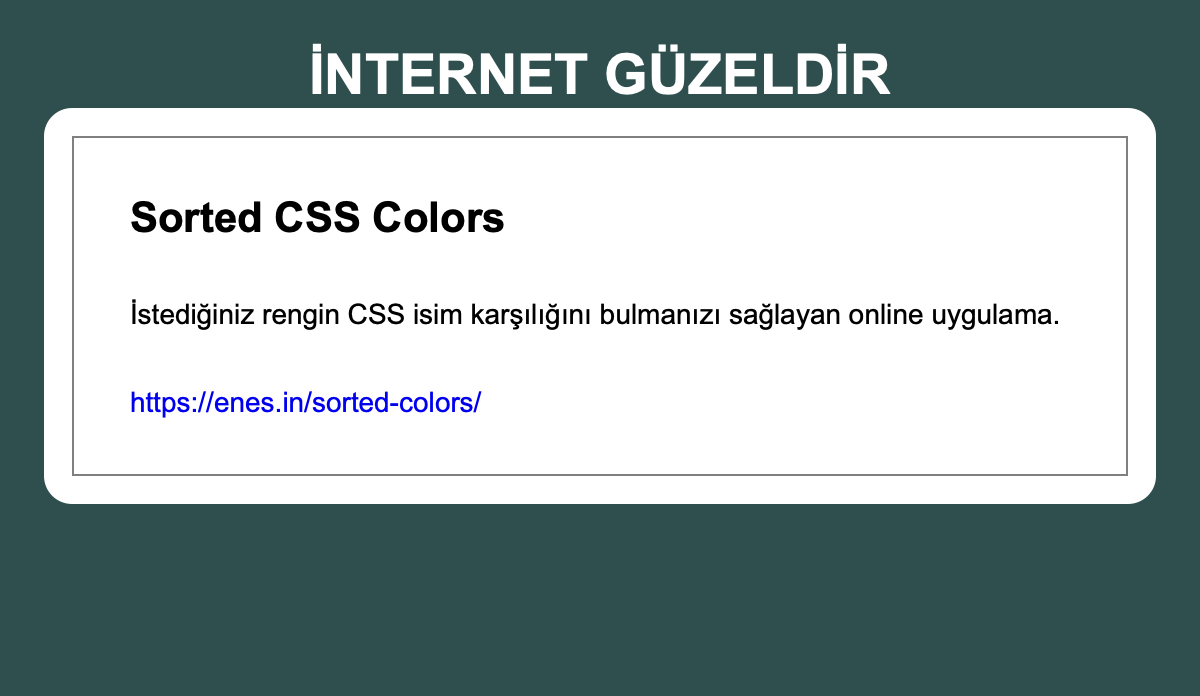 İNTERNET GÜZELDİR
Sorted CSS Colors
İstediğiniz rengin CSS isim karşılığını bulmanızı sağlayan online uygulama.
https://enes.in/sorted-colors/